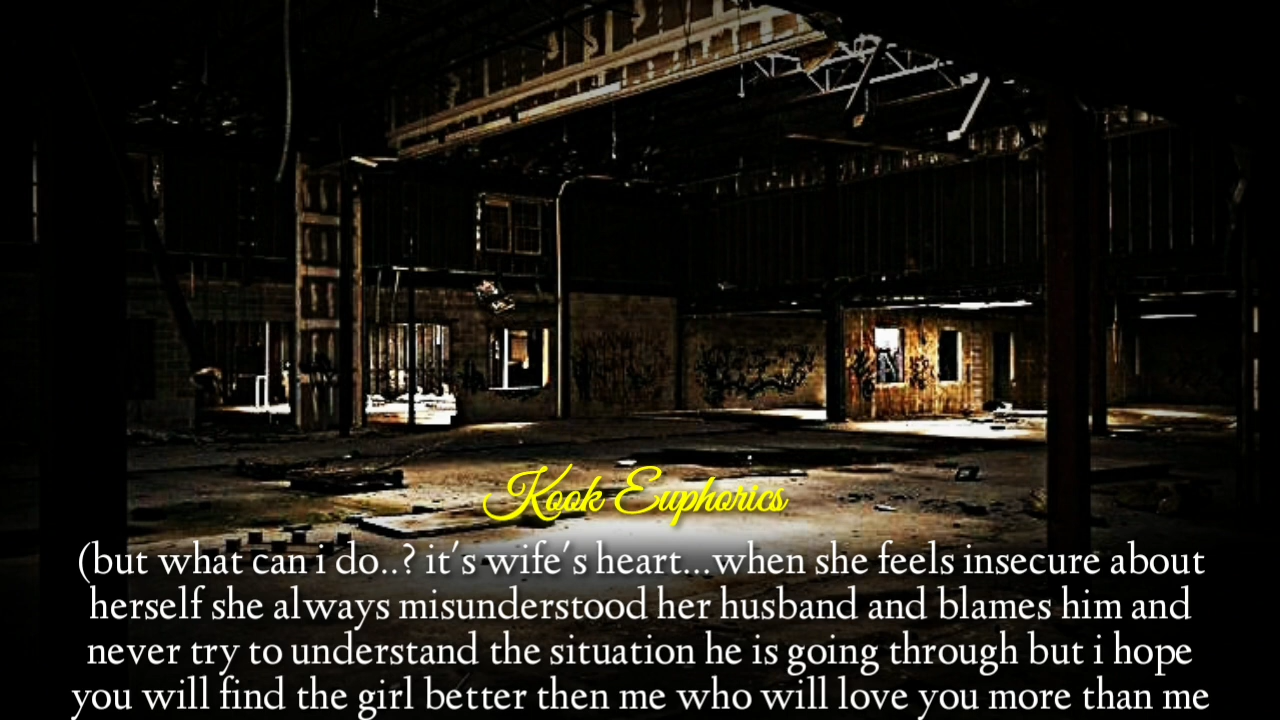 Kook Euphorics
(but what can i do..? it's wife's heart...when she feels insecure about
herself she always misunderstood her husband and blames him and
never try to understand the situation he is going through but i hope
you will find the girl better then me who will love you more than me